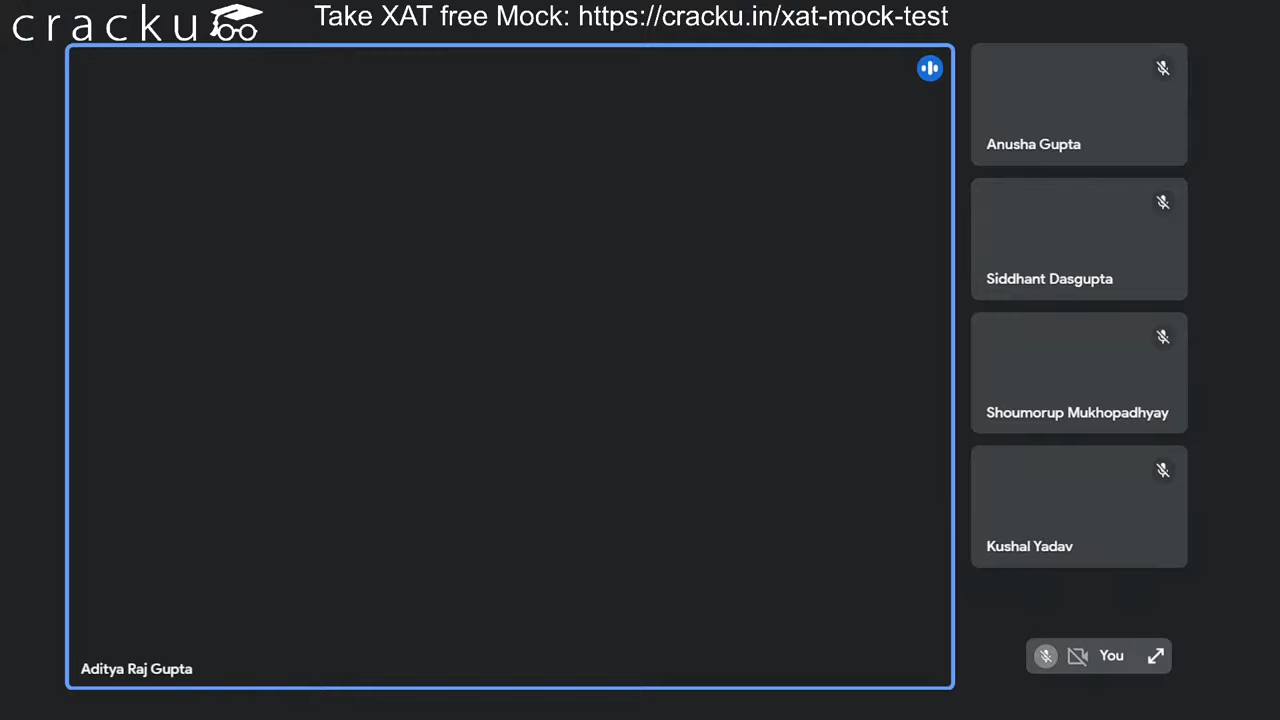 cracku
Take XAT free Mock: https://cracku.in/xat-mock-test
Anusha Gupta
Siddhant Dasgupta
Shoumorup Mukhopadhyay
Kushal Yadav
Aditya Raj Gupta
You